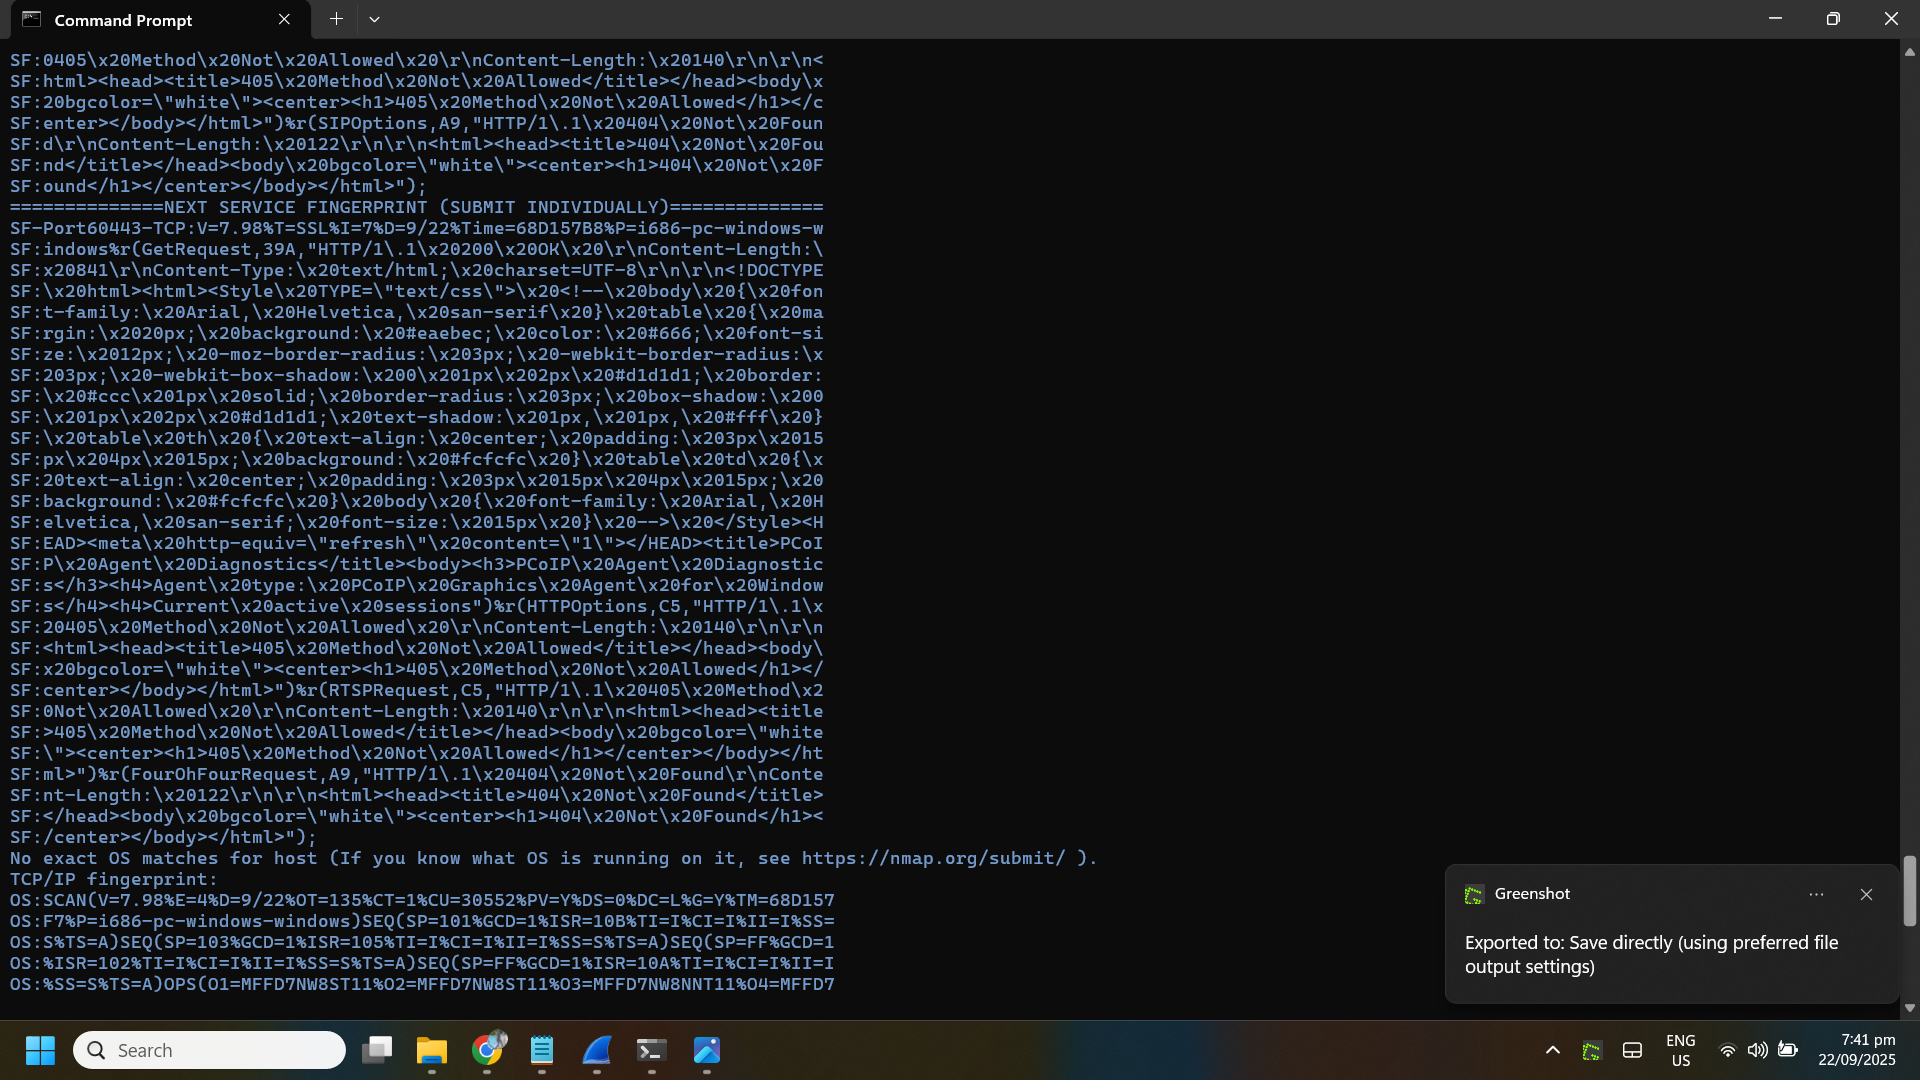 Command Prompt
SF:0405\x20Method\x20Not\x20Allowed\x20\r\nContent-Length:\x20140\r\n\r\n<
SF:html><head><title>405\x20Method\x20Not\x20Allowed</title></head><body\x
SF:20bgcolor=\"white\"><center><h1>405\x20Method\x20Not\x20Allowed</h1></c
SF:enter></body></html>")%r(SIPOptions,A9,"HTTP/1\.1\x20404\x20Not\x20Foun
SF:d\r\nContent-Length:\x20122\r\n\r\n<html><head><title>404\x20Not\x20Fou
SF:nd</title></head><body\x20bgcolor=\"white\"><center><h1>404\x20Not\x20F
SF:ound</h1></center></body></html>");
==============NEXT SERVICE FINGERPRINT (SUBMIT INDIVIDUALLY)==============
SF-Port60443-TCP:V=7.98%T=SSL%I=7%D=9/22%Time=68D157B8%P=i686-pc-windows-w
SF:indows%r(GetRequest,39A,"HTTP/1\.1\x20200\x20OK\x20\r\nContent-Length:\
SF:x20841\r\nContent-Type:\x20text/html;\x20charset=UTF-8\r\n\r\n<!DOCTYPE
SF:\x20html><html><Style\x20TYPE=\"text/css\">\x20<!--\x20body\x20{\x20fon
SF:t-family:\x20Arial,\x20Helvetica,\x20san-serif\x20}\x20table\x20{\x20ma
SF:rgin:\x2020px;\x20background:\x20#eaebec;\x20color:\x20#666;\x20font-si
SF:ze:\x2012px;\x20-moz-border-radius:\x203px;\x20-webkit-border-radius:\x
SF:203px;\x20-webkit-box-shadow:\x200\x201px\x202px\x20#d1d1d1;\x20border:
SF:\x20#ccc\x201px\x20solid;\x20border-radius:\x203px;\x20box-shadow:\x200
SF:\x201px\x202px\x20#d1d1d1;\x20text-shadow:\x201px,\x201px,\x20#fff\x20}
SF:\x20table\x20th\x20{\x20text-align:\x20center;\x20padding:\x203px\x2015
SF:px\x204px\x2015px;\x20background:\x20#fcfcfc\x20}\x20table\x20td\x20{\x
SF:20text-align:\x20center;\x20padding:\x203px\x2015px\x204px\x2015px;\x20
SF:background:\x20#fcfcfc\x20}\x20body\x20{\x20font-family:\x20Arial,\x20H
SF:elvetica,\x20san-serif;\x20font-size:\x2015px\x20}\x20-->\x20</Style><H
SF:EAD><meta\x20http-equiv=\"refresh\"\x20content=\"1\"></HEAD><title>PCoI
SF:P\x20Agent\x20Diagnostics</title><body><h3>PCoIP\x20Agent\x20Diagnostic
SF:s</h3><h4>Agent\x20type:\x20PCoIP\x20Graphics\x20Agent\x20for\x20Window
SF:s</h4><h4>Current\x20active\x20sessions")%r(HTTPOptions,C5,"HTTP/1\.1\x
SF:20405\x20Method\x20Not\x20Allowed\x20\r\nContent-Length:\x20140\r\n\r\n
SF:<html><head><title>405\x20Method\x20Not\x20Allowed</title></head><body\
SF:x20bgcolor=\"white\"><center><h1>405\x20Method\x20Not\x20Allowed</h1></
SF:center></body></html>")%r(RTSPRequest,C5,"HTTP/1\.1\x20405\x20Method\x2
SF:0Not\x20Allowed\x20\r\nContent-Length:\x20140\r\n\r\n<html><head><title
SF:>405\x20Method\x20Not\x20Allowed</title></head><body\x20bgcolor=\"white
SF:\"><center><h1>405\x20Method\x20Not\x20Allowed</h1></center></body></ht
SF:ml>")%r(FourOhFourRequest,A9,"HTTP/1\.1\x20404\x20Not\x20Found\r\nConte
SF:nt-Length:\x20122\r\n\r\n<html><head><title>404\x20Not\x20Found</title>
SF:</head><body\x20bgcolor=\"white\"><center><h1>404\x20Not\x20Found</h1><
SF:/center></body></html>");
No exact OS matches for host (If you know what OS is running on it, see https://nmap.org/submit/ ).
TCP/IP fingerprint:
OS:SCAN(V=7.98%E=4%D=9/22%OT=135%CT=1%CU=30552%PV=Y%DS=0%DC=L%G=Y%TM=68D157
OS:F7%P=i686-pc-windows-windows)SEQ(SP=101%GCD=1%ISR=10B%TI=I%CI=I%II=I%SS=
OS:S%TS=A)SEQ(SP=103%GCD=1%ISR=105%TI=I%CI=I%II=I%SS=S%TS=A)SEQ(SP=FF%GCD=1
OS:%ISR=102%TI=I%CI=I%II=I%SS=S%TS=A)SEQ(SP=FF%GCD=1%ISR=10A%TI=I%CI=I%II=I
OS:%SS=S%TS=A)OPS(O1=MFFD7NW8ST11%O2=MFFD7NW8ST11%O3=MFFD7NW8NNT11%O4=MFFD7
Greenshot
Exported to: Save directly (using preferred file
output settings)
Search
ENG
US
7:41 pm
22/09/2025